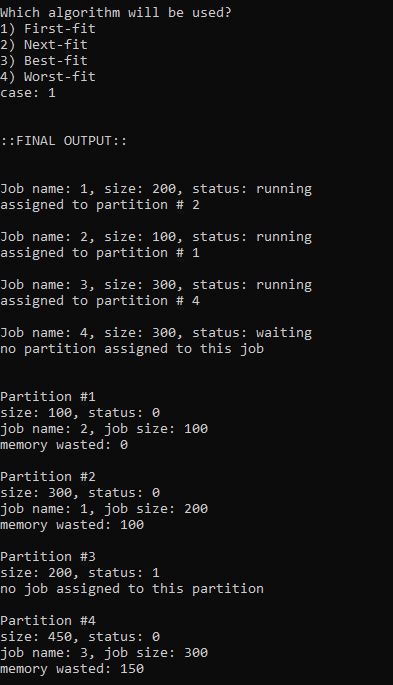 Which algorithm will be used?
1) First-fit
2) Next-fit
3) Best-fit
4) Worst-fit
case: 1
::FINAL OUTPUT::
Job name: 1, size: 200, status: running
assigned to partition # 2
Job name: 2, size: 100, status: running
assigned to partition # 1
Job name: 3, size: 300, status: running
assigned to partition # 4
Job name: 4, size: 300, status: waiting
no partition assigned to this job
Partition #1
size: 100, status: 0
job name: 2, job size: 100
memory wasted: 0
Partition #2
size: 300, status: 0
job name: 1, job size: 200
memory wasted: 100
Partition #3
size: 200, status: 1
no job assigned to this partition
Partition #4
size: 450, status: 0
job name: 3, job size: 300
memory wasted: 150